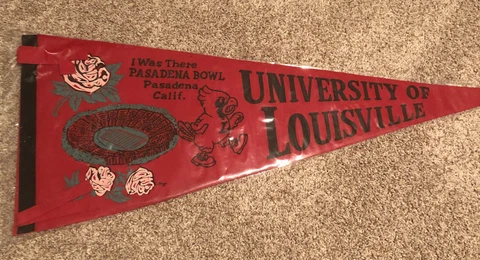 I Was There
PASADENA BOWL
Pasadena
Calif.
UNIVERSITY OF
LOUISVILLE